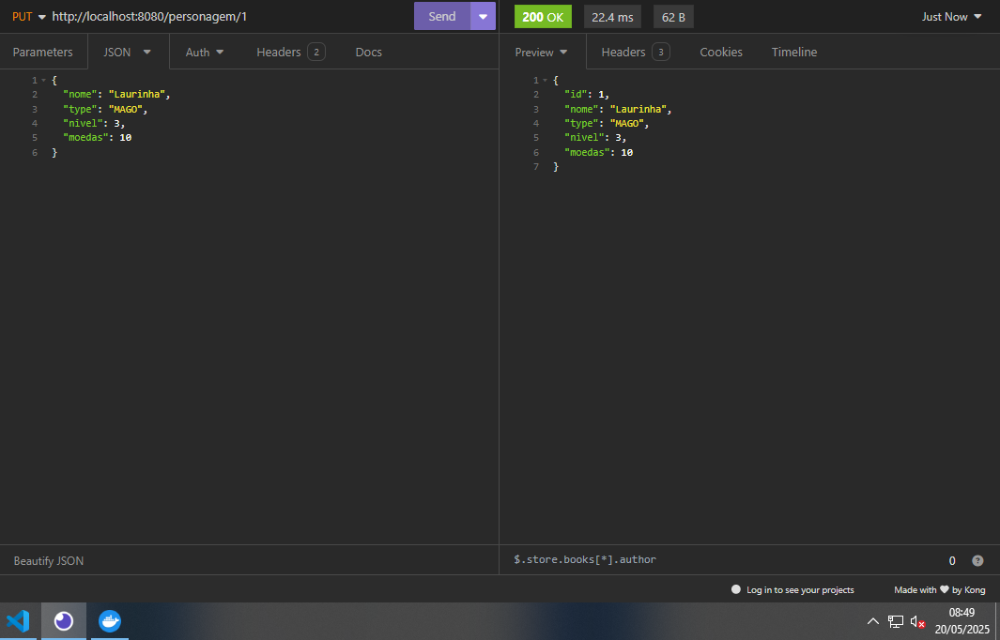 PUT http://localhost:8080/personagem/1 Send 200 OK 22.4 ms 62 B Just Now
Parameters JSON Auth Headers 2 Docs Preview Headers 3 Cookies Timeline
1 {
2 "nome": "Laurinha",
3 "type": "MAGO",
4 "nivel": 3,
5 "moedas": 10
6 }
1 {
2 "id": 1,
3 "nome": "Laurinha",
4 "type": "MAGO",
5 "nivel": 3,
6 "moedas": 10
7 }
Beautify JSON $.store.books[*].author 0 ?
Log in to see your projects Made with ❤ by Kong
08:49
20/05/2025